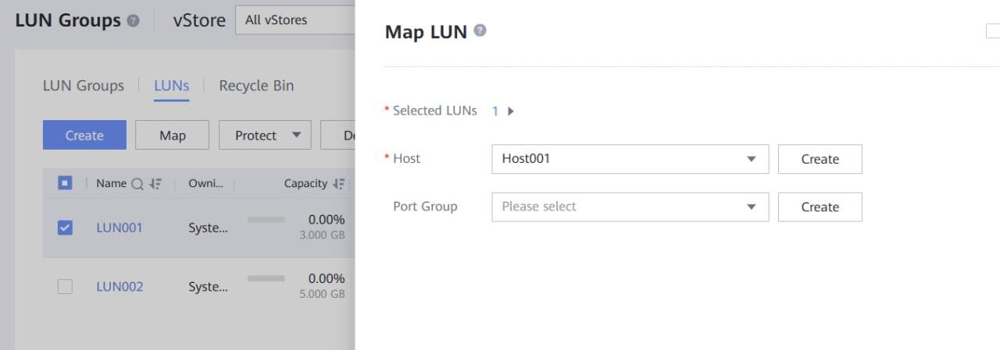 LUN Groups
vStore
All vStores
LUN Groups
LUNs
Recycle Bin
Create
Map
Protect
De
Name
Owni...
Capacity
LUN001
Syste...
0.00%
3.000 GB
LUN002
Syste...
0.00%
5.000 GB
Map LUN
* Selected LUNs 1
* Host
Host001
Create
Port Group
Please select
Create